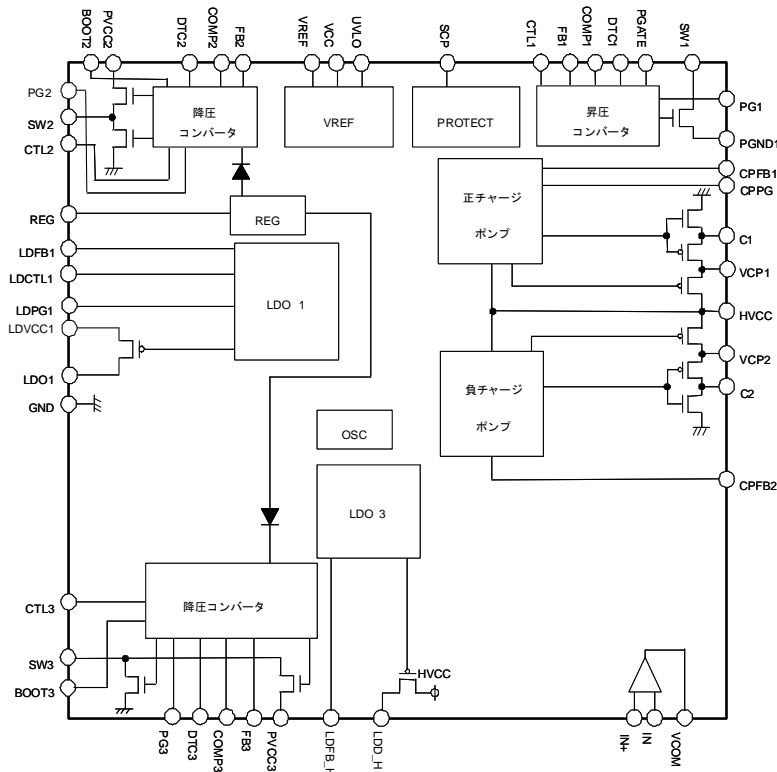 BOOT2
PVCC2
DTC2
COMP2
FB2
VREF
VCC
UVLO
SCP
CTL1
FB1
COMP1
DTC1
PGATE
SW1
PG2
SW2
CTL2
降圧
コンバータ
VREF
PROTECT
昇圧
コンバータ
PG1
PGND1
CPFB1
CPPG
REG
REG
正チャージ
ポンプ
C1
VCP1
LDFB1
LDCTL1
LDPG1
LDVCC1
LDO1
GND
LDO 1
HVCC
VCP2
C2
負チャージ
ポンプ
OSC
CPFB2
LDO 3
CTL3
SW3
BOOT3
降圧コンバータ
HVCC
PG3
DTC3
COMP3
FB3
PVCC3
LDFB_H
LDD_H
IN+
IN
VCOM